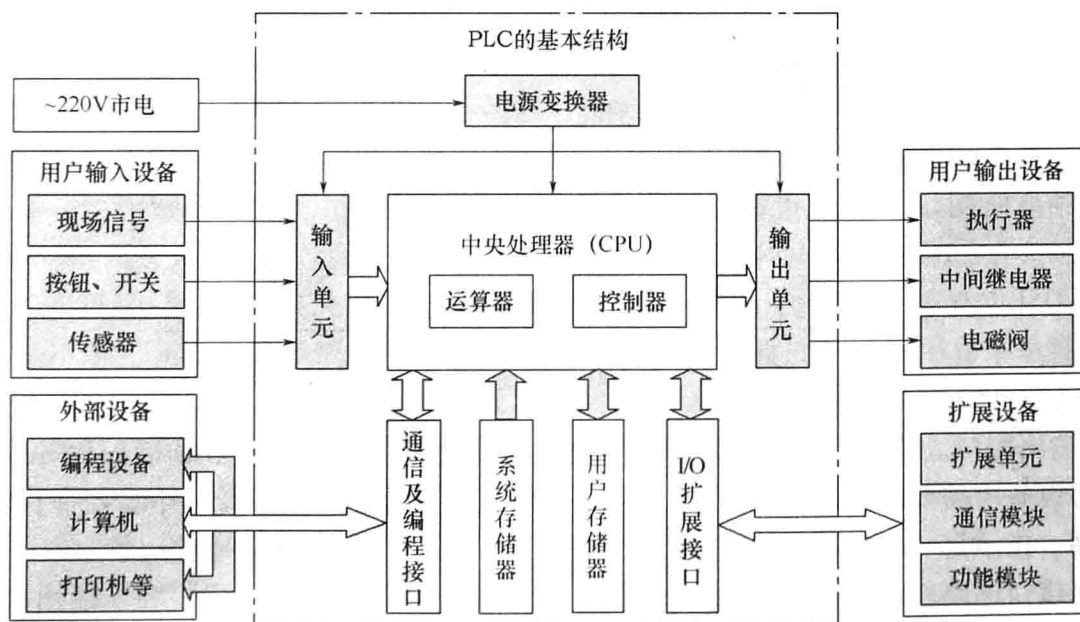 PLC的基本结构
~220V市电
电源变换器
用户输入设备
现场信号
按钮、开关
传感器
输入单元
中央处理器（CPU）
运算器
控制器
输出单元
用户输出设备
执行器
中间继电器
电磁阀
外部设备
编程设备
计算机
打印机等
通信及编程接口
系统存储器
用户存储器
I/O扩展接口
扩展设备
扩展单元
通信模块
功能模块